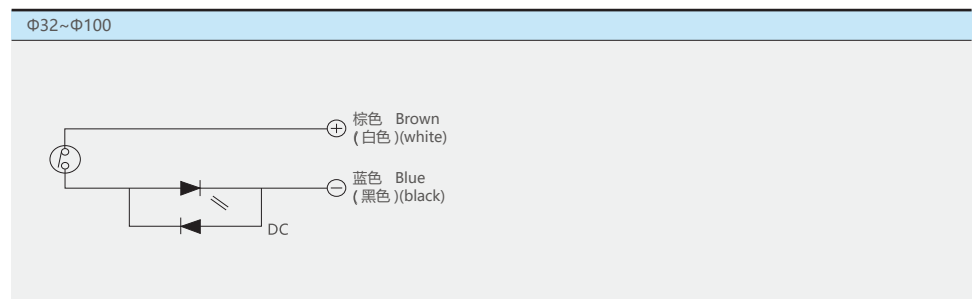 Φ32~Φ100
棕色 Brown
( 白色 )(white)
蓝色 Blue
( 黑色 )(black)
DC